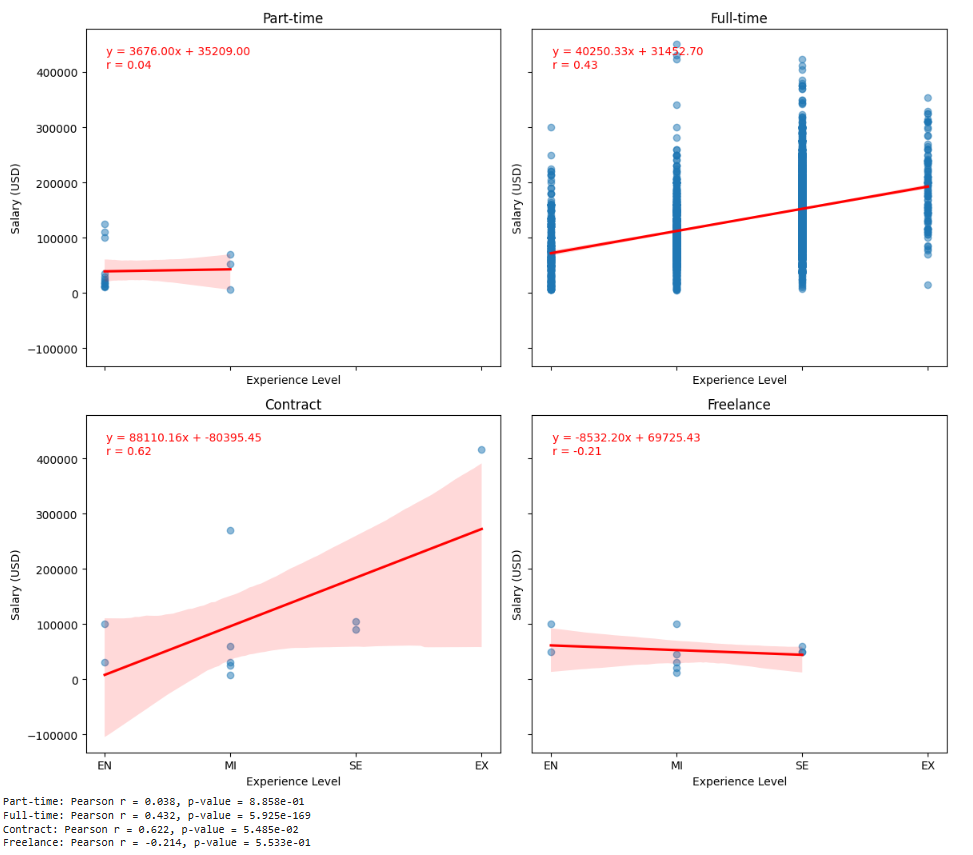 Part-time
y = 3676.00x + 35209.00
r = 0.04
400000
300000
200000
100000
0
−100000
Salary (USD)
Experience Level
Full-time
y = 40250.33x + 31452.70
r = 0.43
Salary (USD)
Experience Level
Contract
y = 88110.16x + -80395.45
r = 0.62
400000
300000
200000
100000
0
−100000
Salary (USD)
EN MI SE EX
Experience Level
Freelance
y = -8532.20x + 69725.43
r = -0.21
Salary (USD)
EN MI SE EX
Experience Level
Part-time: Pearson r = 0.038, p-value = 8.858e-01
Full-time: Pearson r = 0.432, p-value = 5.925e-169
Contract: Pearson r = 0.622, p-value = 5.485e-02
Freelance: Pearson r = -0.214, p-value = 5.533e-01